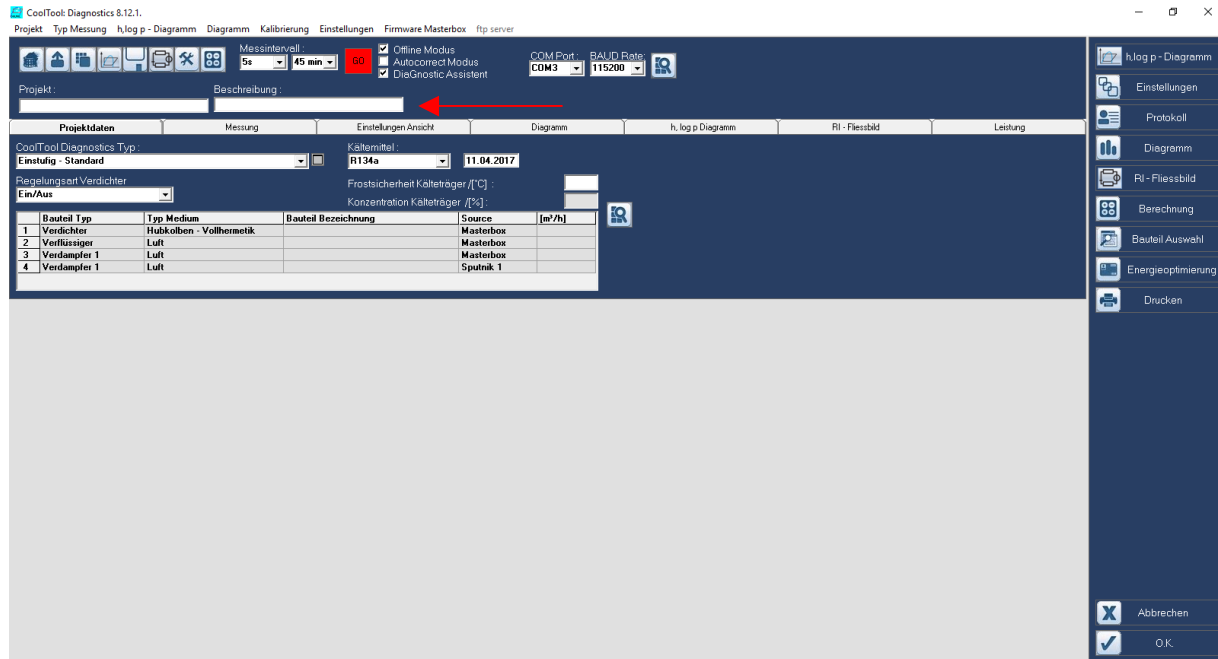 CoolTool: Diagnostics 8.12.1.
Projekt Typ Messung h,log p - Diagramm Diagramm Kalibrierung Einstellungen Firmware Masterbox ftp server
Messintervall :
5s 45 min GO
Offline Modus
Autocorrect Modus
DiaGnostic Assistent
COM Port : BAUD Rate:
COM3 115200
Projekt : Beschreibung :
Projektdaten Messung Einstellungen Ansicht Diagramm h, log p Diagramm RI - Fliessbild Leistung
CoolTool Diagnostics Typ : Kältemittel :
Einstufig - Standard R134a 11.04.2017
Regelungsart Verdichter Frostsicherheit Kälteträger /[°C] :
Ein/Aus Konzentration Kälteträger /[%] :
Bauteil Typ Typ Medium Bauteil Bezeichnung Source [m³/h]
1 Verdichter Hubkolben - Vollhermetik Masterbox
2 Verflüssiger Luft Masterbox
3 Verdampfer 1 Luft Masterbox
4 Verdampfer 1 Luft Sputnik 1
h,log p - Diagramm
Einstellungen
Protokoll
Diagramm
RI - Fliessbild
Berechnung
Bauteil Auswahl
Energieoptimierung
Drucken
Abbrechen
O.K.